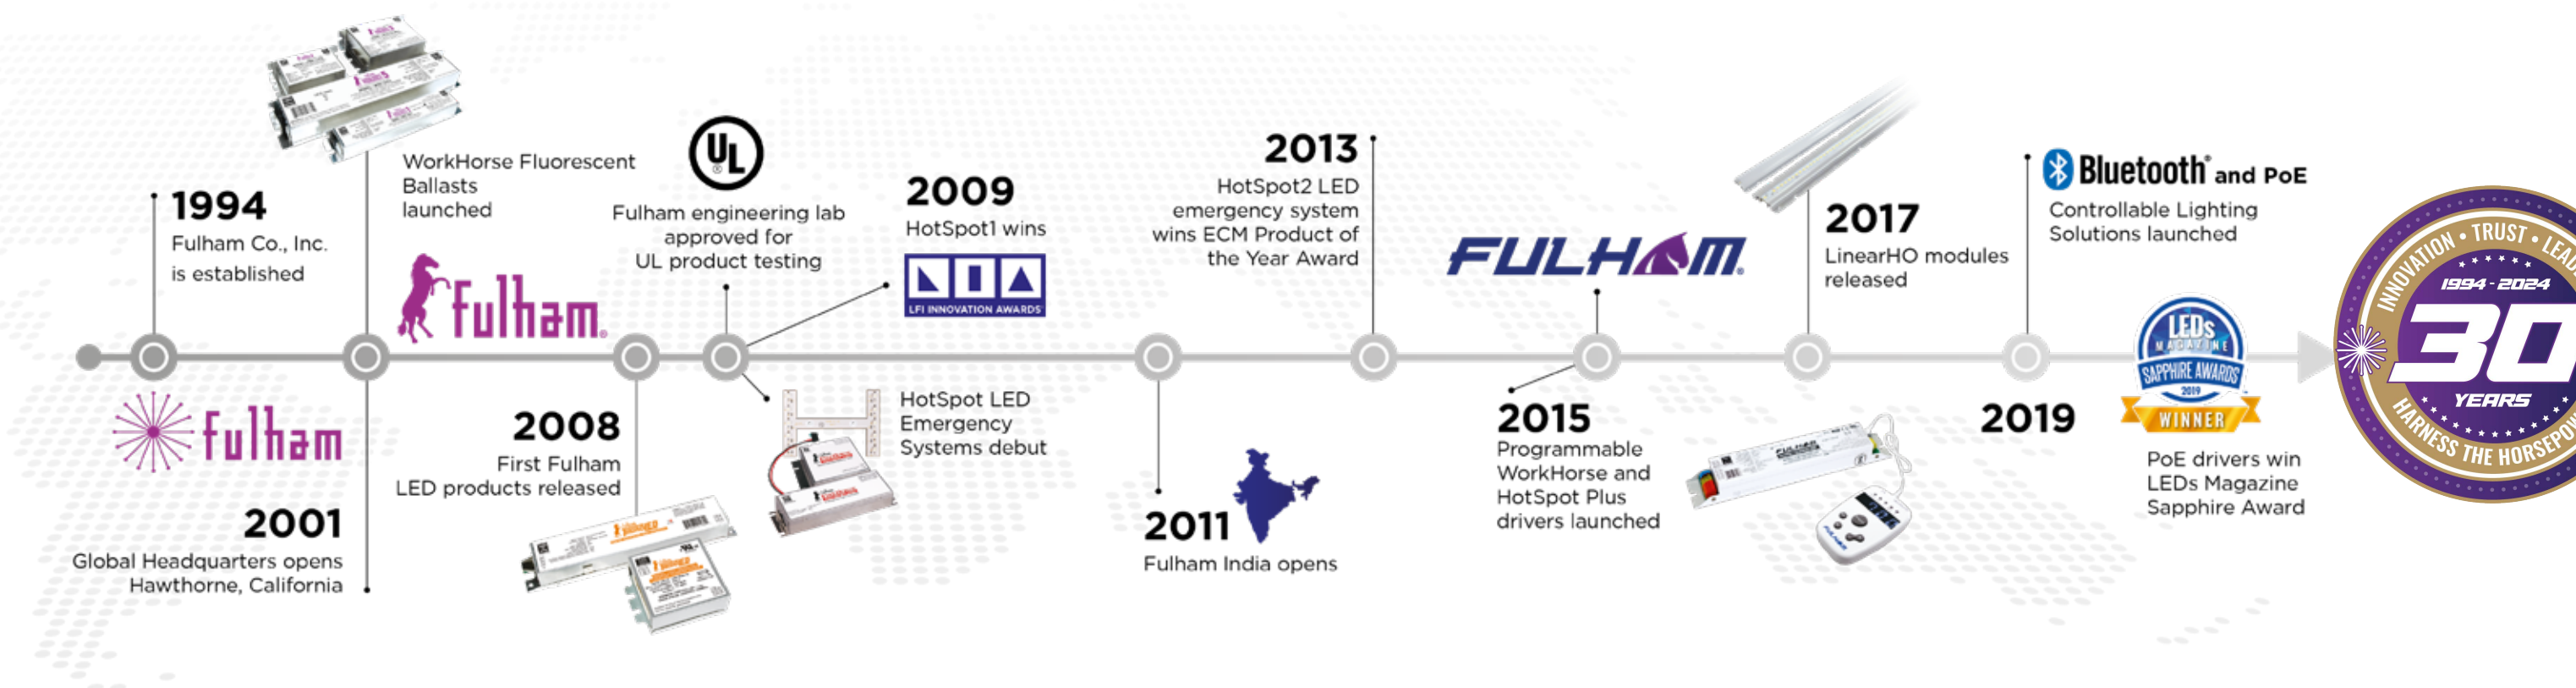 1994
Fulham Co., Inc.
is established
fulham
2001
Global Headquarters opens
Hawthorne, California
WorkHorse Fluorescent
Ballasts
launched
fulham®
2008
First Fulham
LED products released
UL®
Fulham engineering lab
approved for
UL product testing
2009
HotSpot1 wins
LFI INNOVATION AWARDS
HotSpot LED
Emergency
Systems debut
2011
Fulham India opens
2013
HotSpot2 LED
emergency system
wins ECM Product of
the Year Award
FULHAM®
2015
Programmable
WorkHorse and
HotSpot Plus
drivers launched
FULHAM
FULHAM
2017
LinearHO modules
released
Bluetooth® and PoE
Controllable Lighting
Solutions launched
2019
LEDs
MAGAZINE
SAPPHIRE AWARDS
2019
WINNER
PoE drivers win
LEDs Magazine
Sapphire Award
INNOVATION • TRUST •
1994 - 2024
30
YEARS
HARNESS THE